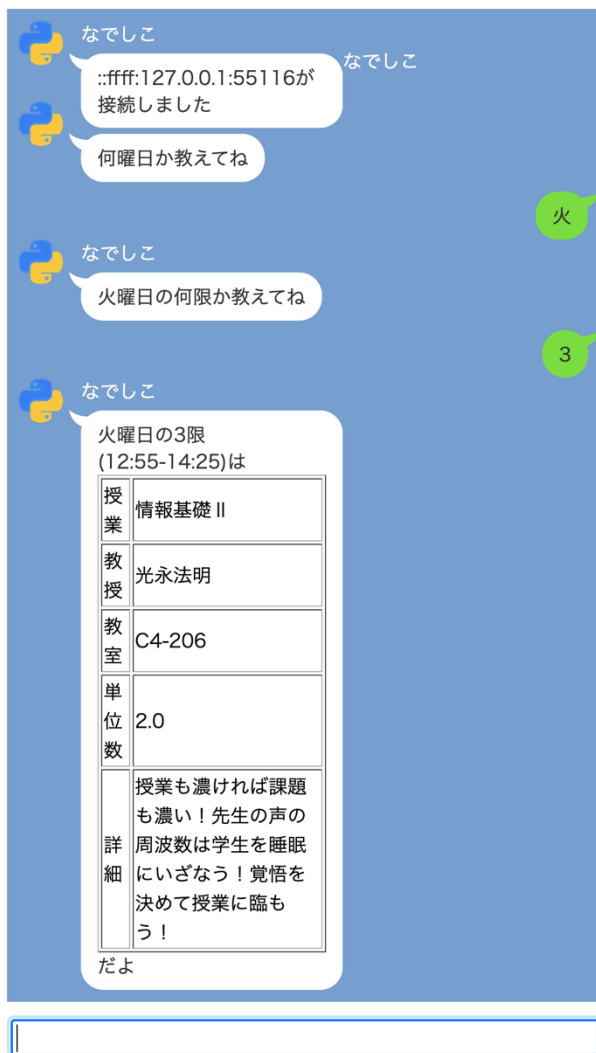 なでしこ
::ffff:127.0.0.1:55116が
接続しました
なでしこ
何曜日か教えてね
火
なでしこ
火曜日の何限か教えてね
3
なでしこ
火曜日の3限
(12:55-14:25)は
授業 情報基礎Ⅱ
教授 光永法明
教室 C4-206
単位数 2.0
詳細 授業も濃ければ課題
も濃い！先生の声の
周波数は学生を睡眠
にいざなう！覚悟を
決めて授業に臨も
う！
だよ